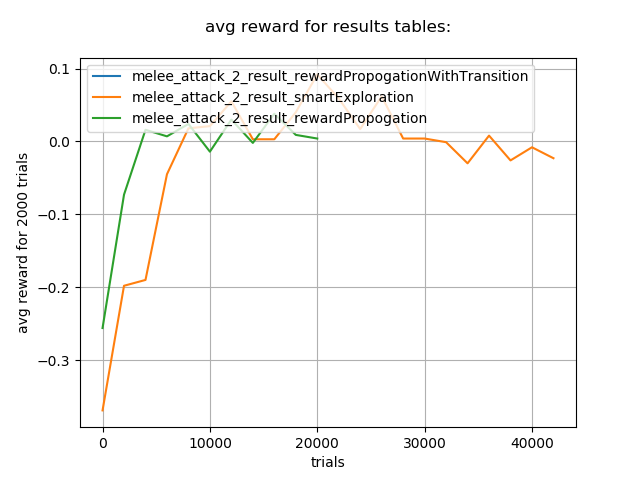 avg reward for results tables:
melee_attack_2_result_rewardPropogationWithTransition
melee_attack_2_result_smartExploration
melee_attack_2_result_rewardPropogation
0.1
0.0
−0.1
−0.2
−0.3
avg reward for 2000 trials
0
10000
20000
30000
40000
trials